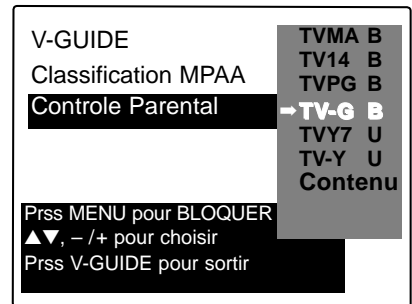 V-GUIDE
Classification MPAA
Controle Parental
TVMA B
TV14 B
TVPG B
➡TV-G B
TVY7 U
TV-Y U
Contenu
Prss MENU pour BLOQUER
▲▼, – /+ pour choisir
Prss V-GUIDE pour sortir